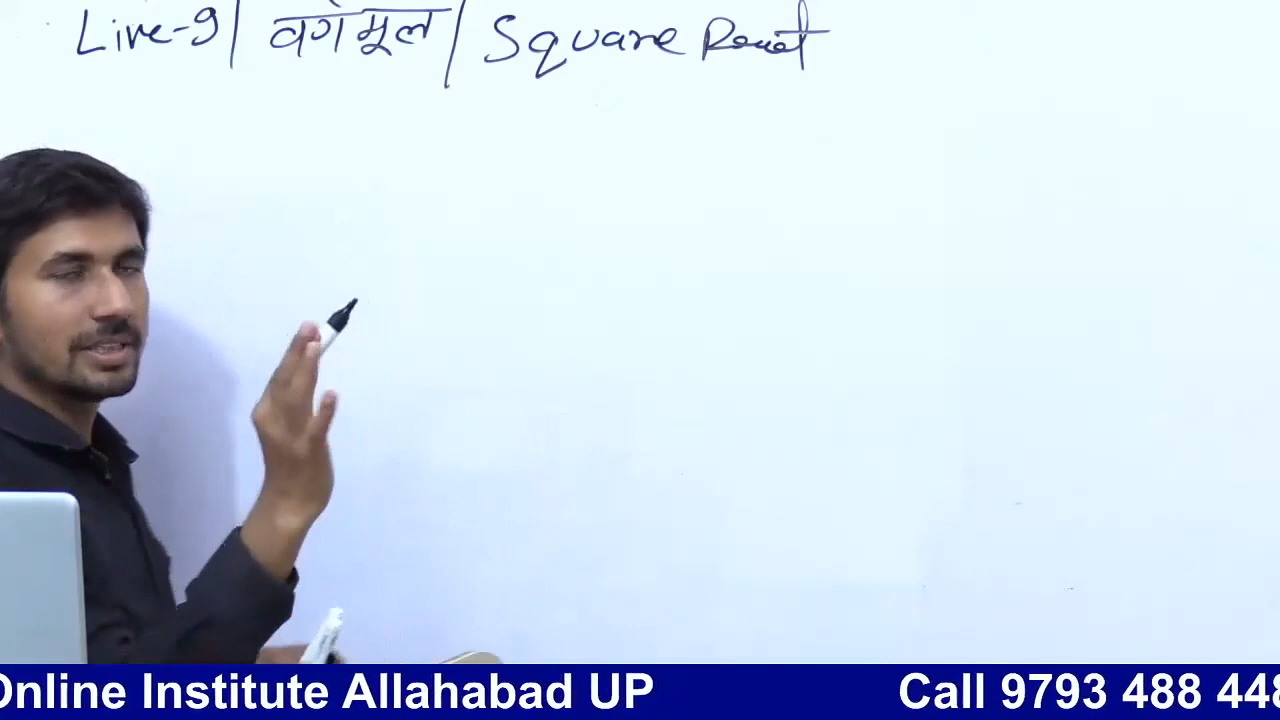 Live-9 | वर्गमूल | Square Root
Online Institute Allahabad UP Call 9793 488 448